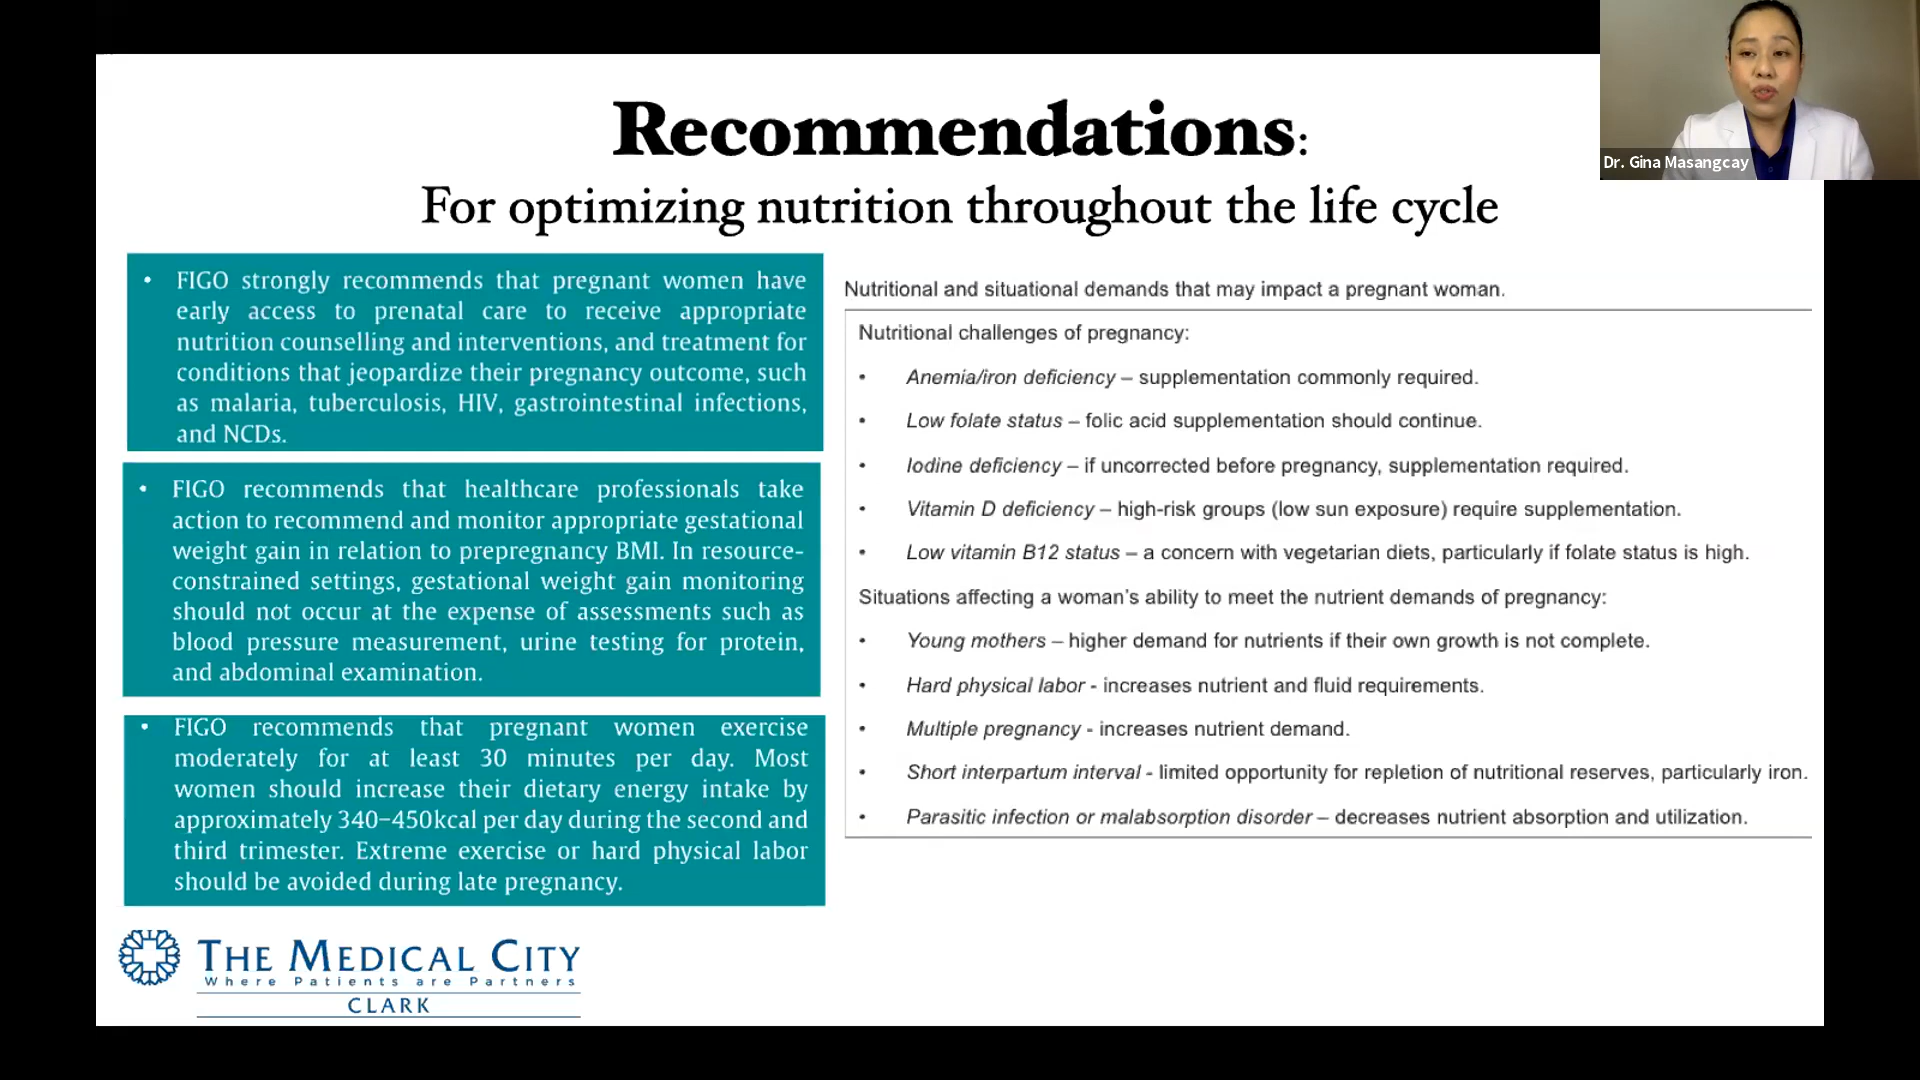 Recommendations:
For optimizing nutrition throughout the life cycle
Dr. Gina Masangcay
• FIGO strongly recommends that pregnant women have
early access to prenatal care to receive appropriate
nutrition counselling and interventions, and treatment for
conditions that jeopardize their pregnancy outcome, such
as malaria, tuberculosis, HIV, gastrointestinal infections,
and NCDs.
• FIGO recommends that healthcare professionals take
action to recommend and monitor appropriate gestational
weight gain in relation to prepregnancy BMI. In resource-
constrained settings, gestational weight gain monitoring
should not occur at the expense of assessments such as
blood pressure measurement, urine testing for protein,
and abdominal examination.
• FIGO recommends that pregnant women exercise
moderately for at least 30 minutes per day. Most
women should increase their dietary energy intake by
approximately 340–450kcal per day during the second and
third trimester. Extreme exercise or hard physical labor
should be avoided during late pregnancy.
Nutritional and situational demands that may impact a pregnant woman.
Nutritional challenges of pregnancy:
• Anemia/iron deficiency – supplementation commonly required.
• Low folate status – folic acid supplementation should continue.
• Iodine deficiency – if uncorrected before pregnancy, supplementation required.
• Vitamin D deficiency – high-risk groups (low sun exposure) require supplementation.
• Low vitamin B12 status – a concern with vegetarian diets, particularly if folate status is high.
Situations affecting a woman's ability to meet the nutrient demands of pregnancy:
• Young mothers – higher demand for nutrients if their own growth is not complete.
• Hard physical labor - increases nutrient and fluid requirements.
• Multiple pregnancy - increases nutrient demand.
• Short interpartum interval - limited opportunity for repletion of nutritional reserves, particularly iron.
• Parasitic infection or malabsorption disorder – decreases nutrient absorption and utilization.
THE MEDICAL CITY
Where Patients are Partners
CLARK